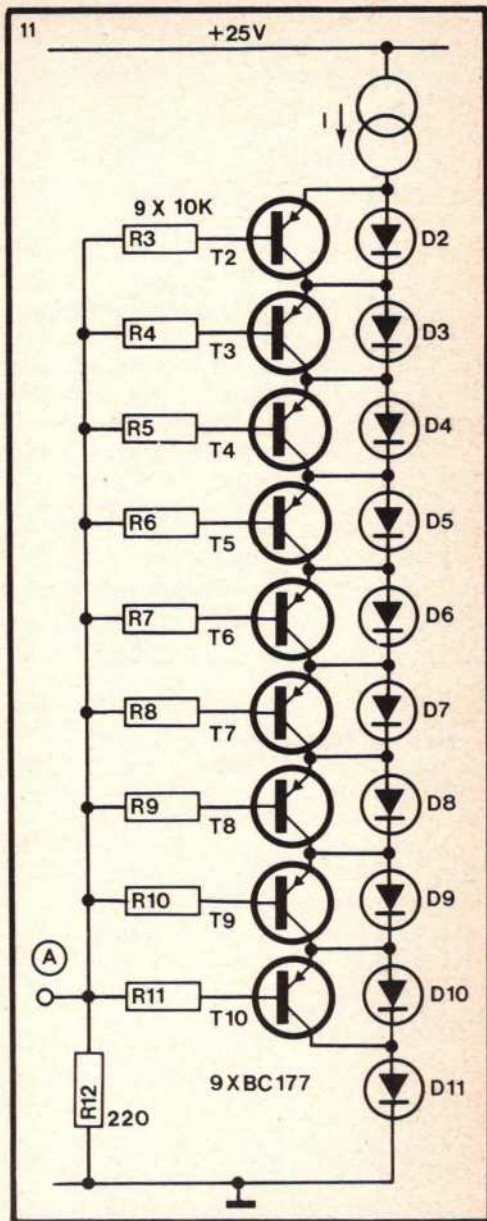 11
+25V
I
9 X 10K
R3
T2
D2
R4
T3
D3
R5
T4
D4
R6
T5
D5
R7
T6
D6
R8
T7
D7
R9
T8
D8
R10
T9
D9
A
R11
T10
D10
9XBC177
D11
R12
220